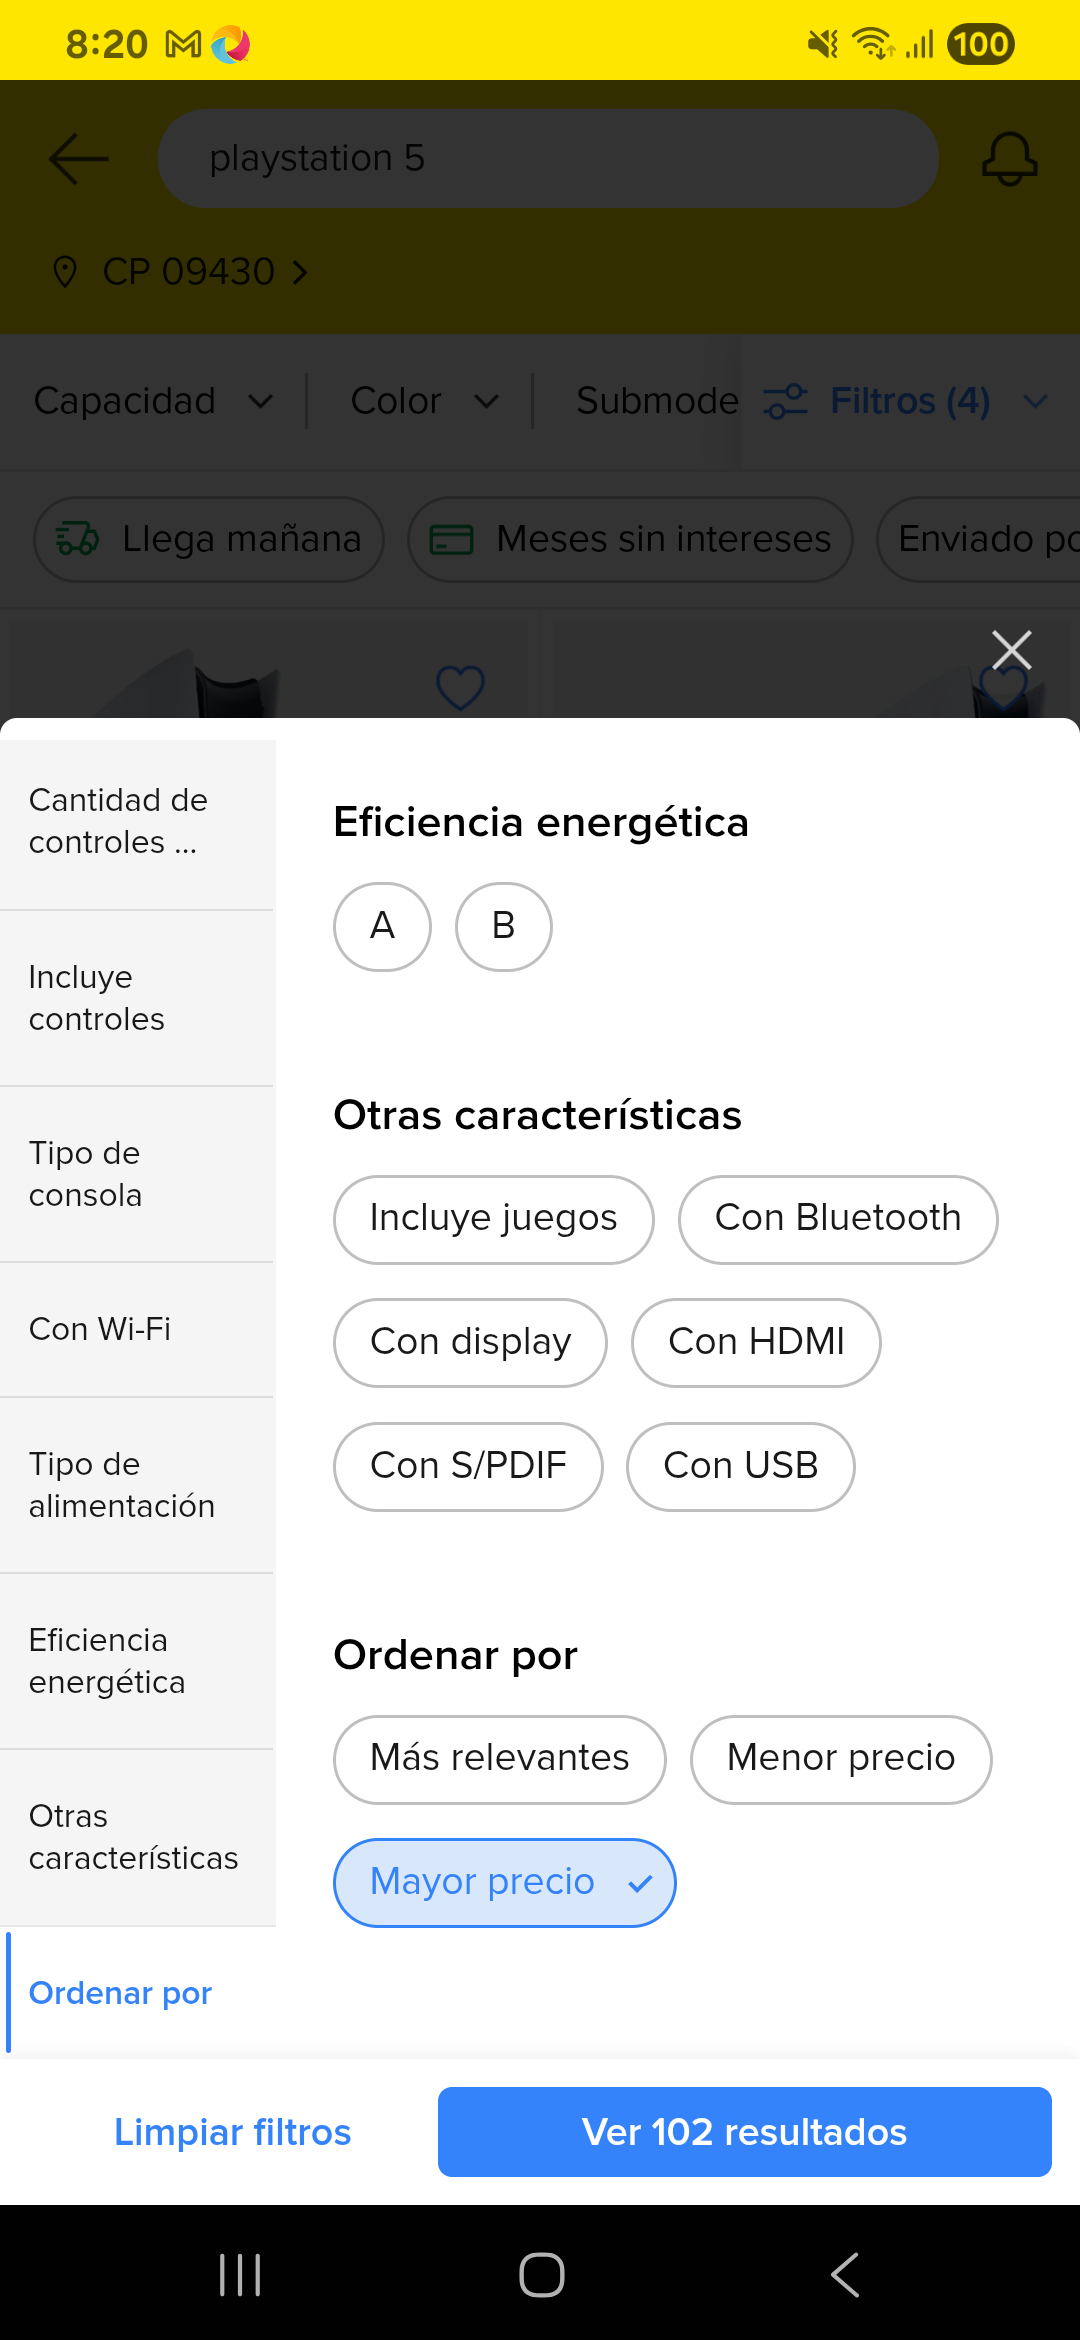 8:20
100
playstation 5
CP 09430
Capacidad
Color
Submode
Filtros (4)
Llega mañana
Meses sin intereses
Enviado po
Cantidad de
controles ...
Incluye
controles
Tipo de
consola
Con Wi-Fi
Tipo de
alimentación
Eficiencia
energética
Otras
características
Ordenar por
Eficiencia energética
A
B
Otras características
Incluye juegos
Con Bluetooth
Con display
Con HDMI
Con S/PDIF
Con USB
Ordenar por
Más relevantes
Menor precio
Mayor precio
Limpiar filtros
Ver 102 resultados